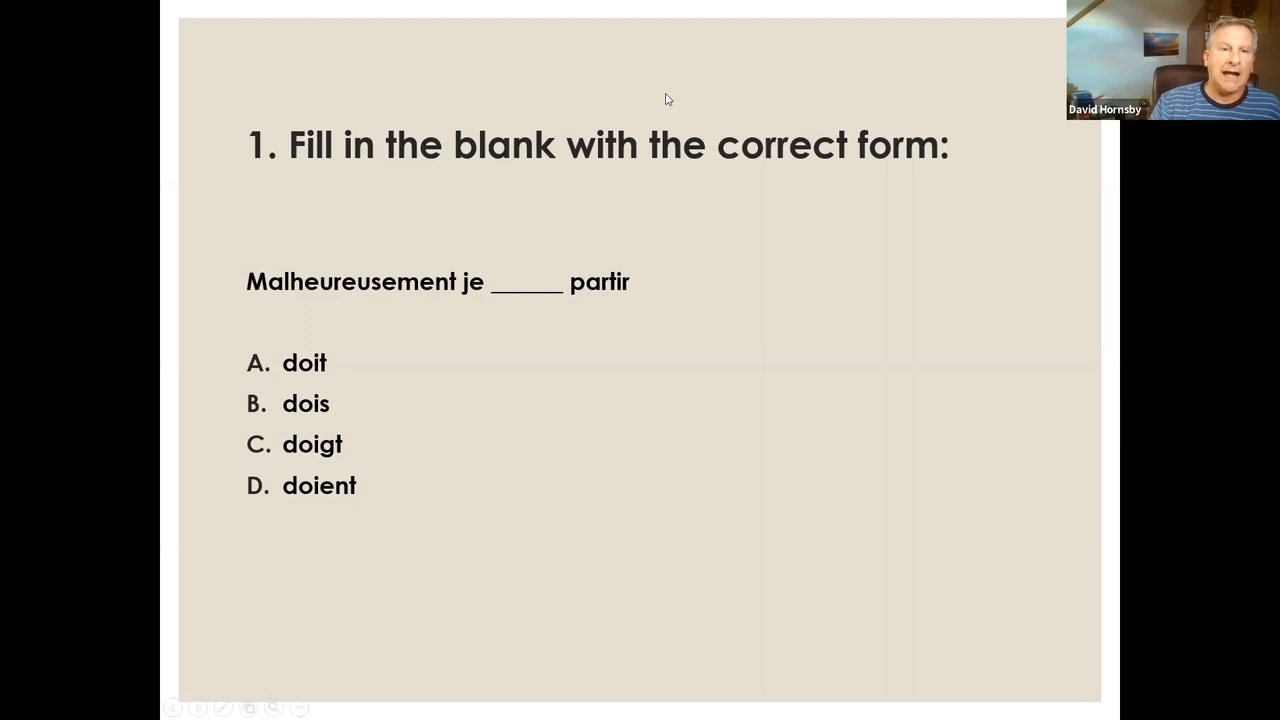 David Hornsby
1. Fill in the blank with the correct form:
Malheureusement je ______ partir
A. doit
B. dois
C. doigt
D. doient